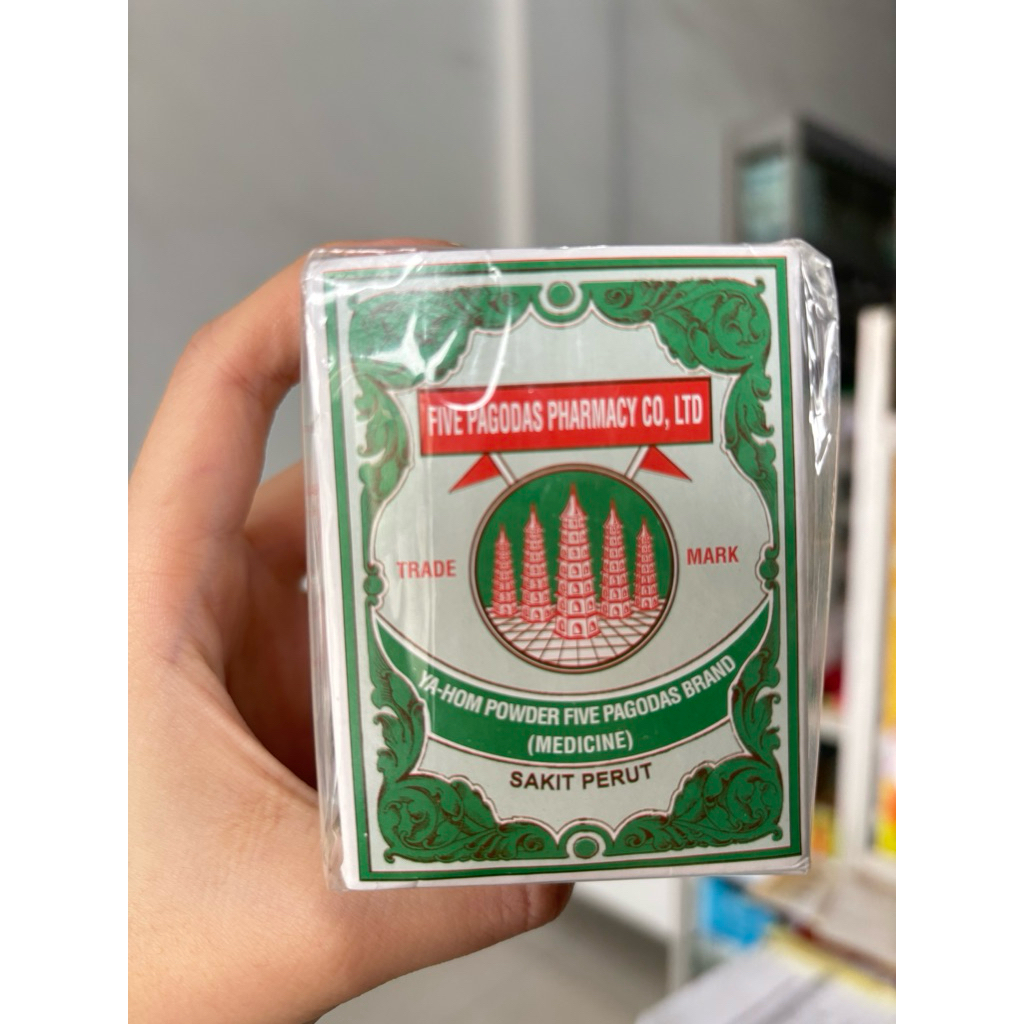 FIVE PAGODAS PHARMACY CO, LTD
TRADE MARK
YA-HOM POWDER FIVE PAGODAS BRAND
(MEDICINE)
SAKIT PERUT